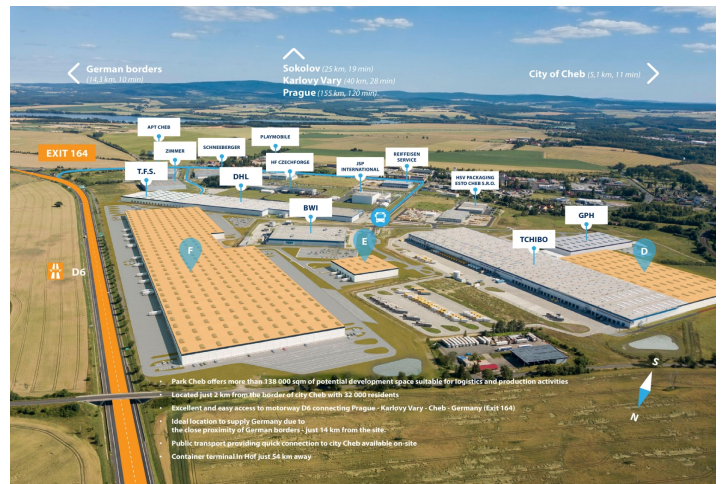 German borders
(14,3 km, 10 min)
Sokolov (25 km, 19 min)
Karlovy Vary (40 km, 28 min)
Prague (155 km, 120 min)
City of Cheb (5,1 km, 11 min)
APT CHEB
EXIT 164
ZIMMER
SCHNEEBERGER
PLAYMOBILE
T.F.S.
DHL
HF CZECHFORGE
JSP
INTERNATIONAL
REIFFEISEN
SERVICE
HSV PACKAGING
ESTO CHEB S.R.O.
BWI
GPH
TCHIBO
F
E
D
D6
• Park Cheb offers more than 138 000 sqm of potential development space suitable for logistics and production activities
• Located just 2 km from the border of city Cheb with 32 000 residents
• Excellent and easy access to motorway D6 connecting Prague - Karlovy Vary - Cheb - Germany (Exit 164)
Ideal location to supply Germany due to
• the close proximity of German borders - just 14 km from the site.
• Public transport providing quick connection to city Cheb available on-site
• Container terminal in Hof just 54 km away
S
N